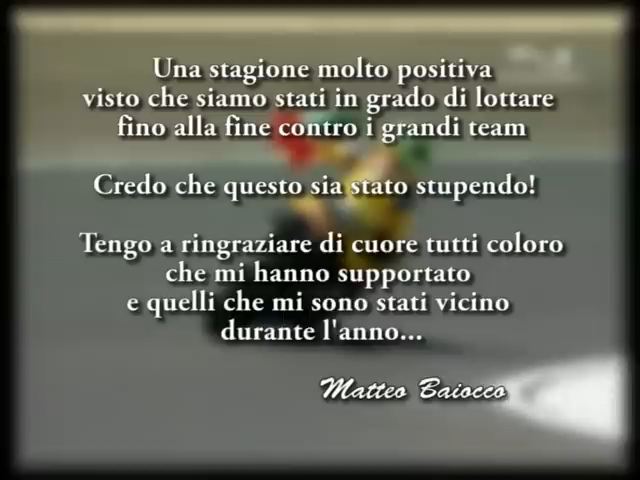 Una stagione molto positiva
visto che siamo stati in grado di lottare
fino alla fine contro i grandi team
Credo che questo sia stato stupendo!
Tengo a ringraziare di cuore tutti coloro
che mi hanno supportato
e quelli che mi sono stati vicino
durante l'anno...
Matteo Baiocco